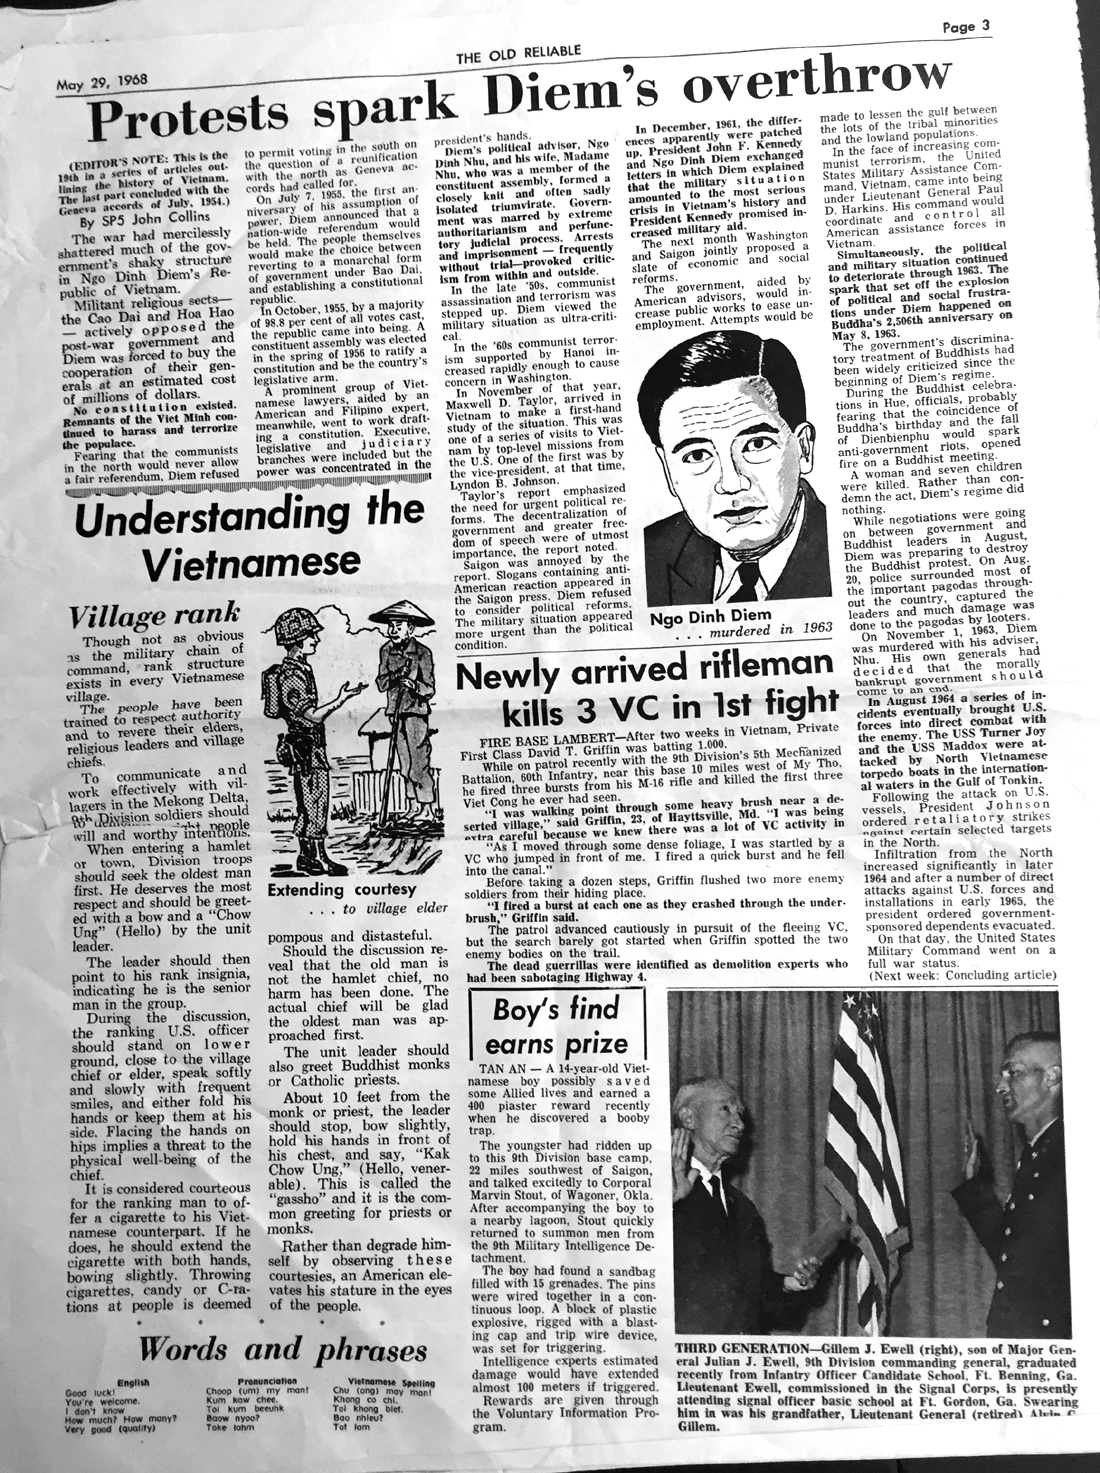 May 29, 1968
THE OLD RELIABLE
Page 3
Protests spark Diem's overthrow
(EDITOR'S NOTE: This is the
19th in a series of articles out-
lining the history of Vietnam.
The last part concluded with the
Geneva accords of July, 1954.)
By SP5 John Collins
The war had mercilessly
shattered much of the gov-
ernment's shaky structure
in Ngo Dinh Diem's Re-
public of Vietnam.
Militant religious sects—
the Cao Dai and Hoa Hao
— actively opposed the
post-war government and
Diem was forced to buy the
cooperation of their gen-
erals at an estimated cost
of millions of dollars.
No constitution existed.
Remnants of the Viet Minh con-
tinued to harass and terrorize
the populace.
Fearing that the communists
in the north would never allow
a fair referendum, Diem refused
to permit voting in the south on
the question of a reunification
with the north as Geneva ac-
cords had called for.
On July 7, 1955, the first an-
niversary of his assumption of
power, Diem announced that a
nation-wide referendum would
be held. The people themselves
would make the choice between
reverting to a monarchal form
of government under Bao Dai,
and establishing a constitutional
republic.
In October, 1955, by a majority
of 98.8 per cent of all votes cast,
the republic came into being. A
constituent assembly was elected
in the spring of 1956 to ratify a
constitution and be the country's
legislative arm.
A prominent group of Viet-
namese lawyers, aided by an
American and Filipino expert,
meanwhile, went to work draft-
ing a constitution. Executive,
legislative and judiciary
branches were included but the
power was concentrated in the
president's hands.
Diem's political advisor, Ngo
Dinh Nhu, and his wife, Madame
Nhu, who was a member of the
constituent assembly, formed a
closely knit and often sadly
isolated triumvirate. Govern-
ment was marred by extreme
authoritarianism and perfunc-
tory judicial process. Arrests
and imprisonment — frequently
without trial—provoked critic-
ism from within and outside.
In the late '50s, communist
assassination and terrorism was
stepped up. Diem viewed the
military situation as ultra-criti-
cal.
In the '60s communist terror-
ism supported by Hanoi in-
creased rapidly enough to cause
concern in Washington.
In November of that year,
Maxwell D. Taylor, arrived in
Vietnam to make a first-hand
study of the situation. This was
one of a series of visits to Viet-
nam by top-level missions from
the U.S. One of the first was by
the vice-president, at that time,
Lyndon B. Johnson.
Taylor's report emphasized
the need for urgent political re-
forms. The decentralization of
government and greater free-
dom of speech were of utmost
importance, the report noted.
Saigon was annoyed by the
report. Slogans containing anti-
American reaction appeared in
the Saigon press. Diem refused
to consider political reforms.
The military situation appeared
more urgent than the political
condition.
In December, 1961, the differ-
ences apparently were patched
up. President John F. Kennedy
and Ngo Dinh Diem exchanged
letters in which Diem explained
that the military situation
amounted to the most serious
crisis in Vietnam's history and
President Kennedy promised in-
creased military aid.
The next month Washington
and Saigon jointly proposed a
slate of economic and social
reforms.
The government, aided by
American advisors, would in-
crease public works to ease un-
employment. Attempts would be
Ngo Dinh Diem
. . . murdered in 1963
made to lessen the gulf between
the lots of the tribal minorities
and the lowland populations.
In the face of increasing com-
munist terrorism, the United
States Military Assistance Com-
mand, Vietnam, came into being
under Lieutenant General Paul
D. Harkins. His command would
coordinate and control all
American assistance forces in
Vietnam.
Simultaneously, the political
and military situation continued
to deteriorate through 1963. The
spark that set off the explosion
of political and social frustra-
tions under Diem happened on
Buddha's 2,506th anniversary on
May 8, 1963.
The government's discrimina-
tory treatment of Buddhists had
been widely criticized since the
beginning of Diem's regime.
During the Buddhist celebra-
tions in Hue, officials, probably
fearing that the coincidence of
Buddha's birthday and the fall
of Dienbienphu would spark
anti-government riots, opened
fire on a Buddhist meeting.
A woman and seven children
were killed. Rather than con-
demn the act, Diem's regime did
nothing.
While negotiations were going
on between government and
Buddhist leaders in August,
Diem was preparing to destroy
the Buddhist protest. On Aug.
20, police surrounded most of
the important pagodas through-
out the country, captured the
leaders and much damage was
done to the pagodas by looters.
On November 1, 1963, Diem
was murdered with his adviser,
Nhu. His own generals had
decided that the morally
bankrupt government should
come to an end.
In August 1964 a series of in-
cidents eventually brought U.S.
forces into direct combat with
the enemy. The USS Turner Joy
and the USS Maddox were at-
tacked by North Vietnamese
torpedo boats in the internation-
al waters in the Gulf of Tonkin.
Following the attack on U.S.
vessels, President Johnson
ordered retaliatory strikes
against certain selected targets
in the North.
Infiltration from the North
increased significantly in later
1964 and after a number of direct
attacks against U.S. forces and
installations in early 1965, the
president ordered government-
sponsored dependents evacuated.
On that day, the United States
Military Command went on a
full war status.
(Next week: Concluding article)
Understanding the
Vietnamese
Village rank
Though not as obvious
as the military chain of
command, rank structure
exists in every Vietnamese
village.
The people have been
trained to respect authority
and to revere their elders,
religious leaders and village
chiefs.
To communicate and
work effectively with vil-
lagers in the Mekong Delta,
9th Division soldiers should
people
will and worthy intentions.
When entering a hamlet
or town, Division troops
should seek the oldest man
first. He deserves the most
respect and should be greet-
ed with a bow and a "Chow
Ung" (Hello) by the unit
leader.
The leader should then
point to his rank insignia,
indicating he is the senior
man in the group.
During the discussion,
the ranking U.S. officer
should stand on lower
ground, close to the village
chief or elder, speak softly
and slowly with frequent
smiles, and either fold his
hands or keep them at his
side. Flacing the hands on
hips implies a threat to the
physical well-being of the
chief.
It is considered courteous
for the ranking man to of-
fer a cigarette to his Viet-
namese counterpart. If he
does, he should extend the
cigarette with both hands,
bowing slightly. Throwing
cigarettes, candy or C-ra-
tions at people is deemed
Extending courtesy
. . . to village elder
pompous and distasteful.
Should the discussion re-
veal that the old man is
not the hamlet chief, no
harm has been done. The
actual chief will be glad
the oldest man was ap-
proached first.
The unit leader should
also greet Buddhist monks
or Catholic priests.
About 10 feet from the
monk or priest, the leader
should stop, bow slightly,
hold his hands in front of
his chest, and say, "Kak
Chow Ung," (Hello, vener-
able). This is called the
"gassho" and it is the com-
mon greeting for priests or
monks.
Rather than degrade him-
self by observing these
courtesies, an American ele-
vates his stature in the eyes
of the people.
* * * * *
Words and phrases
English Pronunciation Vietnamese Spelling
Good luck! Choop (um) my man! Chu (ong) may man!
You're welcome. Kum kaw chee. Khong co chi.
I don't know Toi kum beeuhk Toi khong biet.
How much? How many? Baow nyoo? Bao nhieu?
Very good (quality) Toke lahm Tot lam
Newly arrived rifleman
kills 3 VC in 1st fight
FIRE BASE LAMBERT—After two weeks in Vietnam, Private
First Class David T. Griffin was batting 1.000.
While on patrol recently with the 9th Division's 5th Mechanized
Battalion, 60th Infantry, near this base 10 miles west of My Tho,
he fired three bursts from his M-16 rifle and killed the first three
Viet Cong he ever had seen.
"I was walking point through some heavy brush near a de-
serted village," said Griffin, 23, of Hayttsville, Md. "I was being
extra careful because we knew there was a lot of VC activity in
"As I moved through some dense foliage, I was startled by a
VC who jumped in front of me. I fired a quick burst and he fell
into the canal."
Before taking a dozen steps, Griffin flushed two more enemy
soldiers from their hiding place.
"I fired a burst at each one as they crashed through the under-
brush," Griffin said.
The patrol advanced cautiously in pursuit of the fleeing VC,
but the search barely got started when Griffin spotted the two
enemy bodies on the trail.
The dead guerrillas were identified as demolition experts who
had been sabotaging Highway 4.
Boy's find
earns prize
TAN AN — A 14-year-old Viet-
namese boy possibly saved
some Allied lives and earned a
400 piaster reward recently
when he discovered a booby
trap.
The youngster had ridden up
to this 9th Division base camp,
22 miles southwest of Saigon,
and talked excitedly to Corporal
Marvin Stout, of Wagoner, Okla.
After accompanying the boy to
a nearby lagoon, Stout quickly
returned to summon men from
the 9th Military Intelligence De-
tachment.
The boy had found a sandbag
filled with 15 grenades. The pins
were wired together in a con-
tinuous loop. A block of plastic
explosive, rigged with a blast-
ing cap and trip wire device,
was set for triggering.
Intelligence experts estimated
damage would have extended
almost 100 meters if triggered.
Rewards are given through
the Voluntary Information Pro-
gram.
THIRD GENERATION—Gillem J. Ewell (right), son of Major Gen-
eral Julian J. Ewell, 9th Division commanding general, graduated
recently from Infantry Officer Candidate School, Ft. Benning, Ga.
Lieutenant Ewell, commissioned in the Signal Corps, is presently
attending signal officer basic school at Ft. Gordon, Ga. Swearing
him in was his grandfather, Lieutenant General (retired) Alvin C
Gillem.